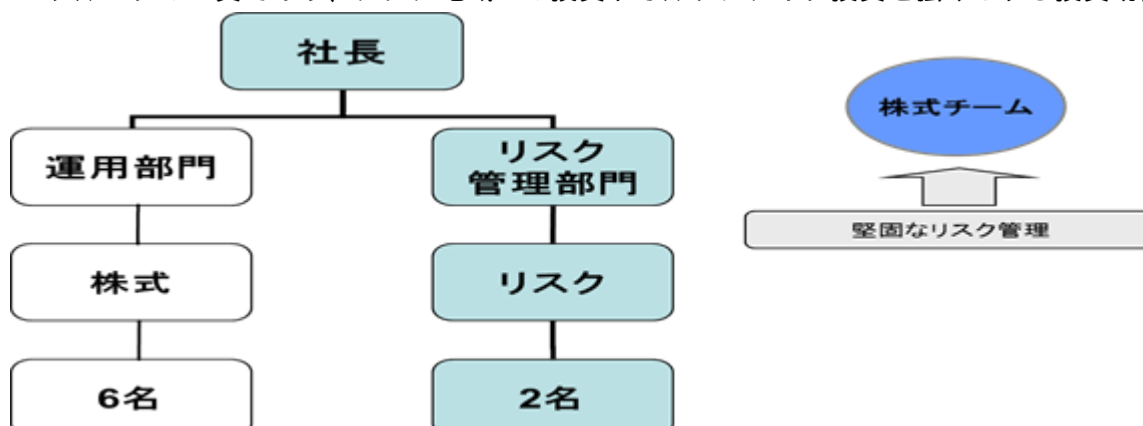 社長
運用部門
リスク
管理部門
株式
リスク
6名
2名
株式チーム
堅固なリスク管理